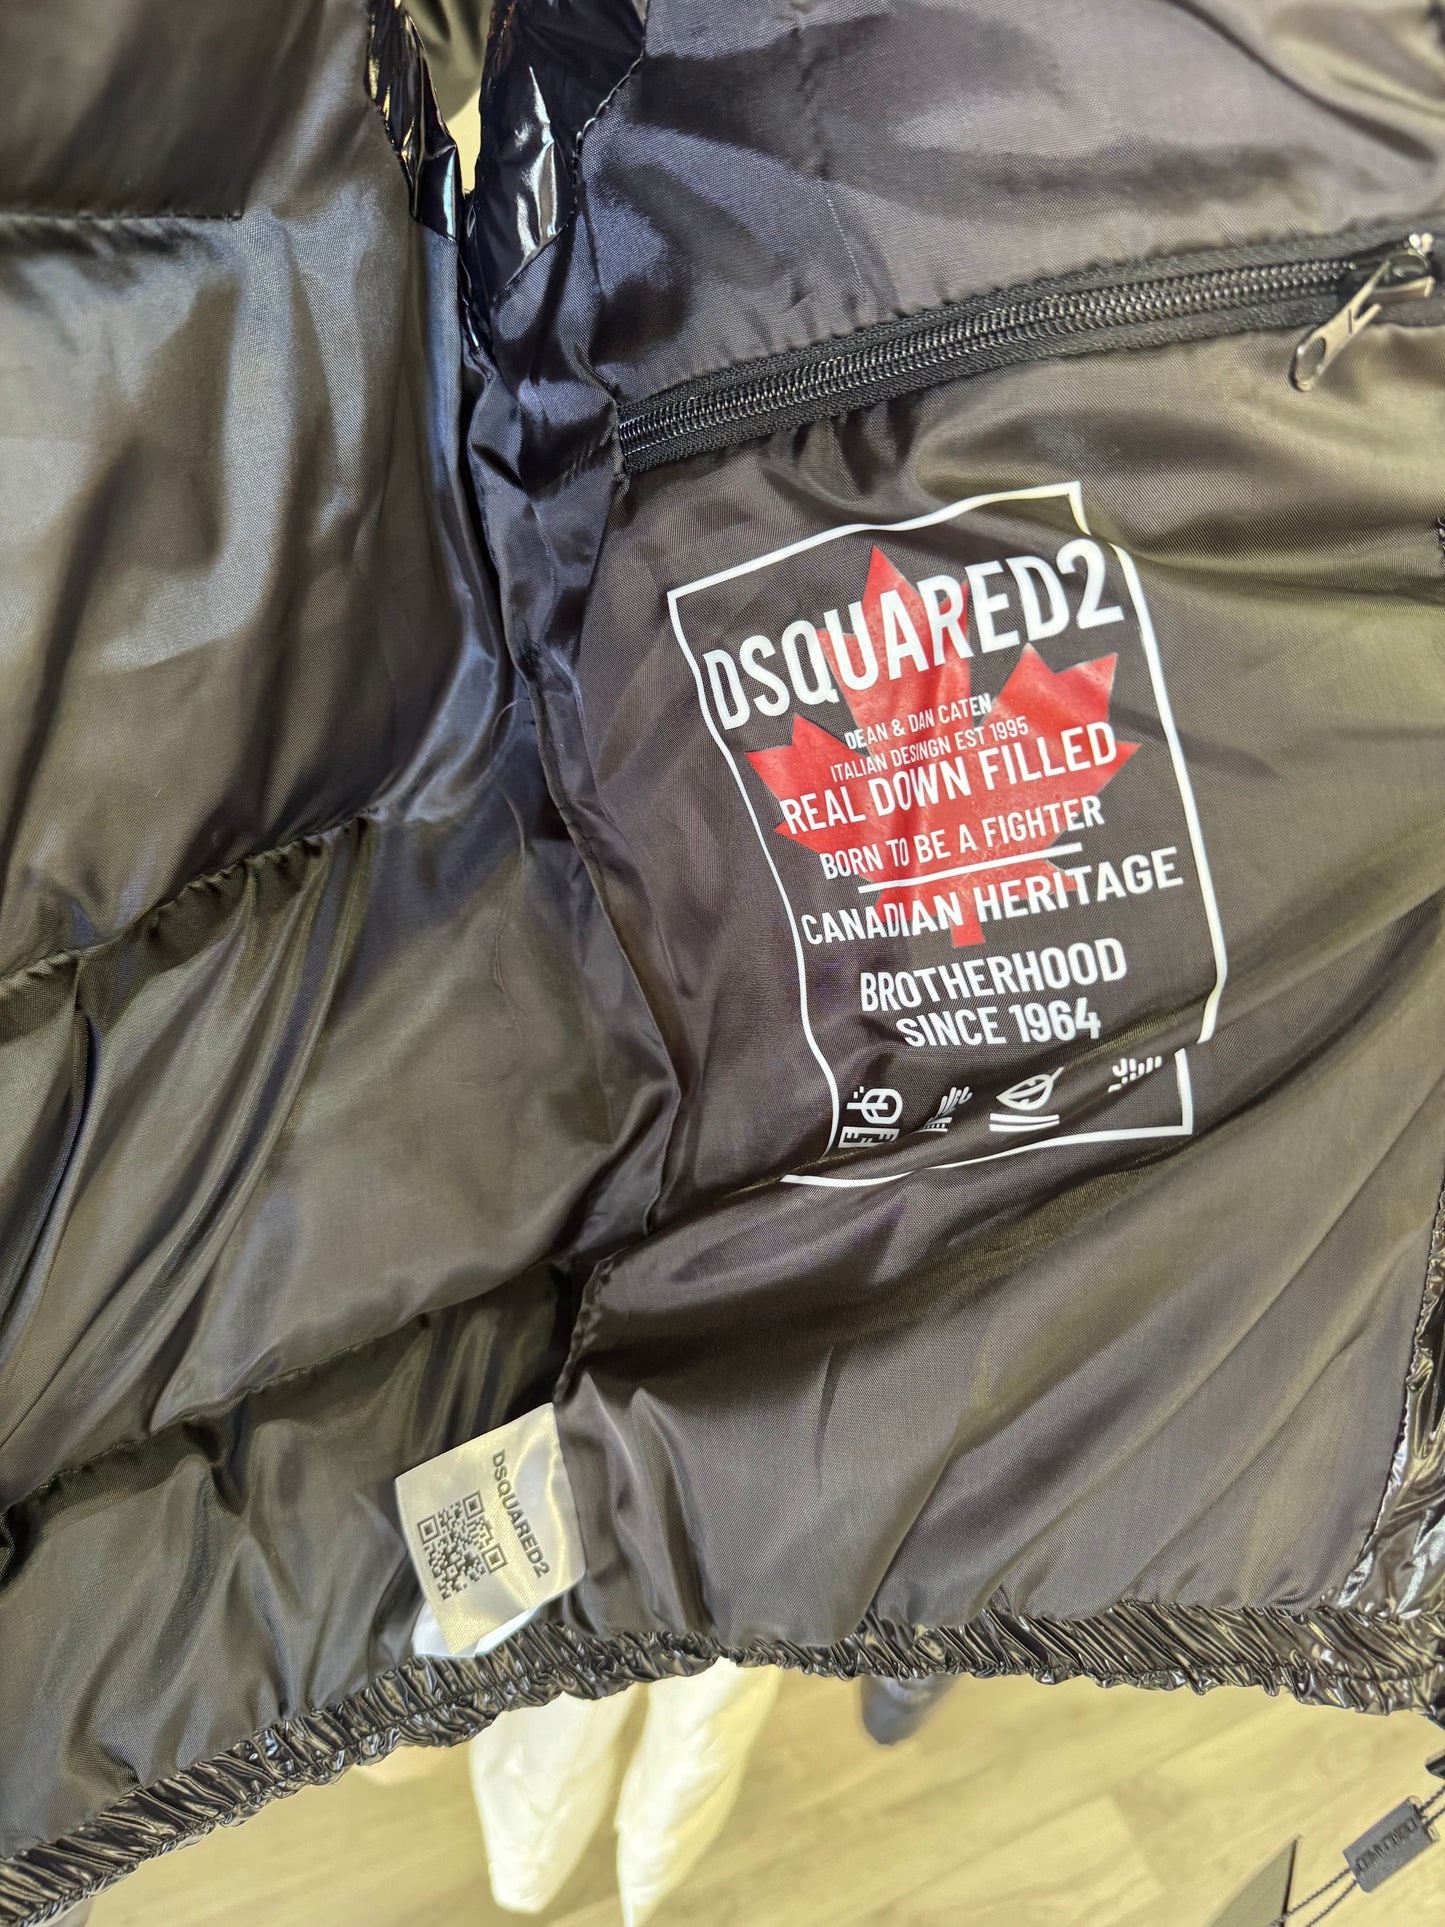 DSQUARED2
DEAN & DAN CATEN
ITALIAN DESINGN EST 1995
REAL DOWN FILLED
BORN TO BE A FIGHTER
CANADIAN HERITAGE
BROTHERHOOD
SINCE 1964
DSQUARED2